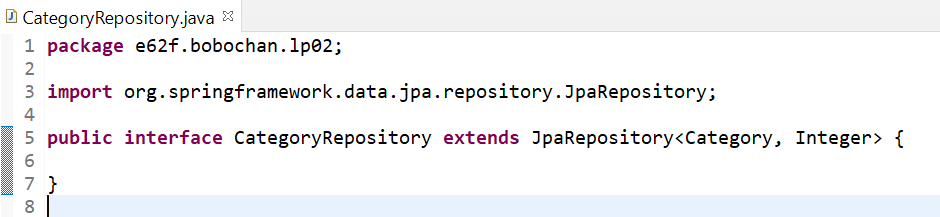 CategoryRepository.java
1 package e62f.bobochan.lp02;
2
3 import org.springframework.data.jpa.repository.JpaRepository;
4
5 public interface CategoryRepository extends JpaRepository<Category, Integer> {
6
7 }
8